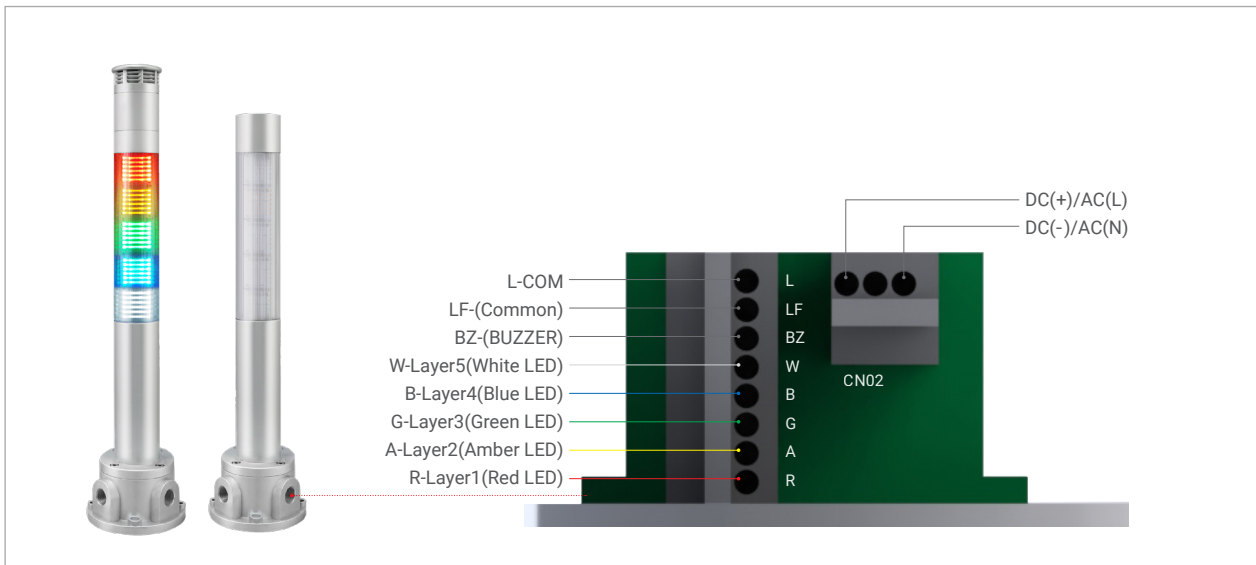 DC(+)/AC(L)
DC(-)/AC(N)
L-COM
LF-(Common)
BZ-(BUZZER)
W-Layer5(White LED)
B-Layer4(Blue LED)
G-Layer3(Green LED)
A-Layer2(Amber LED)
R-Layer1(Red LED)
L
LF
BZ
W
B
G
A
R
CN02